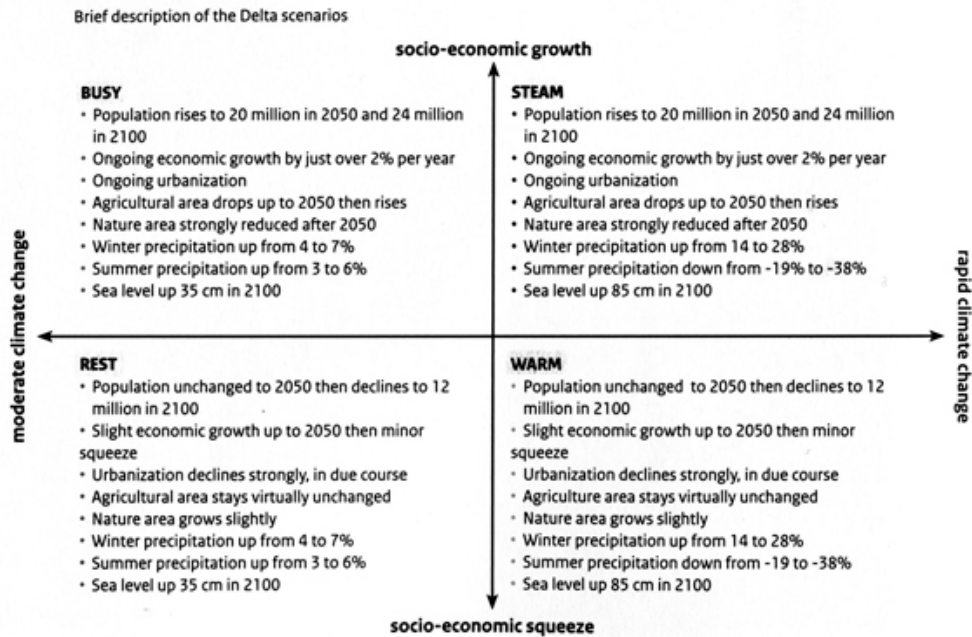 Brief description of the Delta scenarios
socio-economic growth
BUSY
• Population rises to 20 million in 2050 and 24 million
in 2100
• Ongoing economic growth by just over 2% per year
• Ongoing urbanization
• Agricultural area drops up to 2050 then rises
• Nature area strongly reduced after 2050
• Winter precipitation up from 4 to 7%
• Summer precipitation up from 3 to 6%
• Sea level up 35 cm in 2100
STEAM
• Population rises to 20 million in 2050 and 24 million
in 2100
• Ongoing economic growth by just over 2% per year
• Ongoing urbanization
• Agricultural area drops up to 2050 then rises
• Nature area strongly reduced after 2050
• Winter precipitation up from 14 to 28%
• Summer precipitation down from -19% to -38%
• Sea level up 85 cm in 2100
moderate climate change
rapid climate change
REST
• Population unchanged to 2050 then declines to 12
million in 2100
• Slight economic growth up to 2050 then minor
squeeze
• Urbanization declines strongly, in due course
• Agricultural area stays virtually unchanged
• Nature area grows slightly
• Winter precipitation up from 4 to 7%
• Summer precipitation up from 3 to 6%
• Sea level up 35 cm in 2100
WARM
• Population unchanged to 2050 then declines to 12
million in 2100
• Slight economic growth up to 2050 then minor
squeeze
• Urbanization declines strongly, in due course
• Agriculture area stays virtually unchanged
• Nature area grows slightly
• Winter precipitation up from 14 to 28%
• Summer precipitation down from -19 to -38%
• Sea level up 85 cm in 2100
socio-economic squeeze